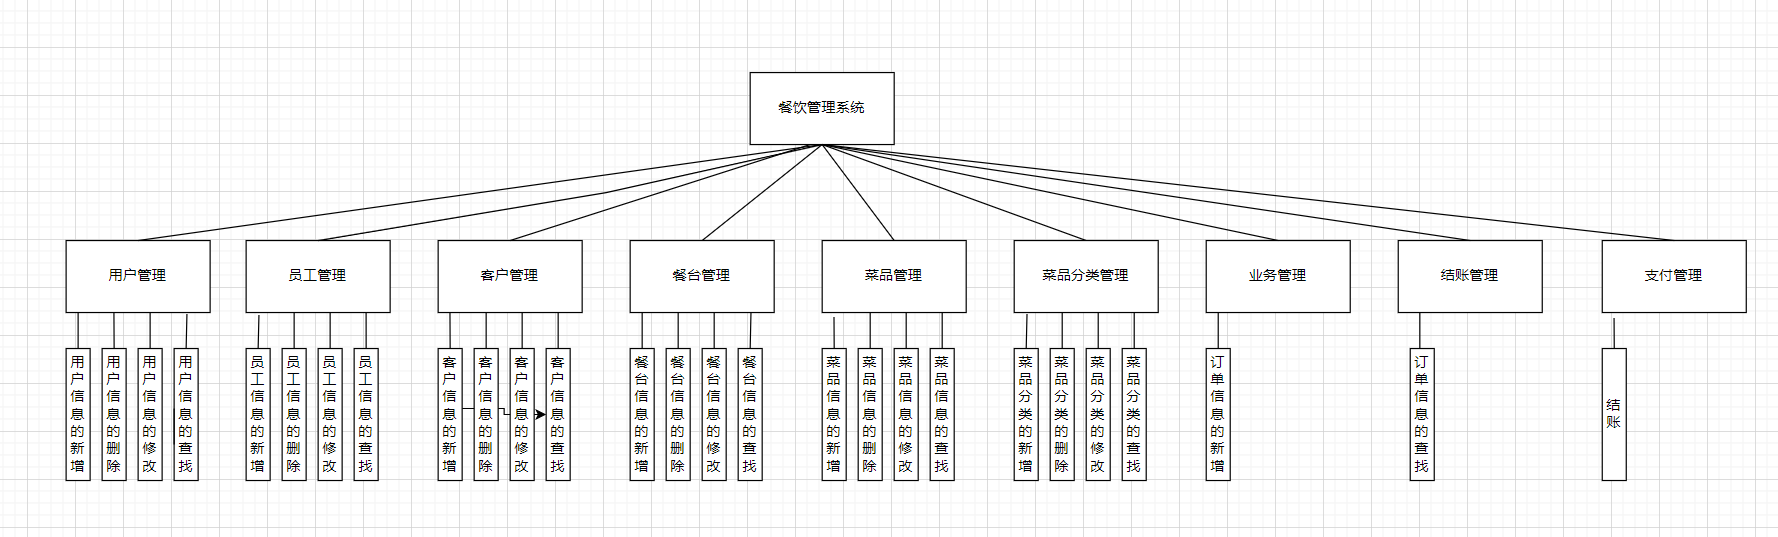 餐饮管理系统
用户管理
员工管理
客户管理
餐台管理
菜品管理
菜品分类管理
业务管理
结账管理
支付管理
用户信息的新增
用户信息的删除
用户信息的修改
用户信息的查找
员工信息的新增
员工信息的删除
员工信息的修改
员工信息的查找
客户信息的新增
客户信息的删除
客户信息的修改
客户信息的查找
餐台信息的新增
餐台信息的删除
餐台信息的修改
餐台信息的查找
菜品信息的新增
菜品信息的删除
菜品信息的修改
菜品信息的查找
菜品分类的新增
菜品分类的删除
菜品分类的修改
菜品分类的查找
订单信息的新增
订单信息的查找
结账